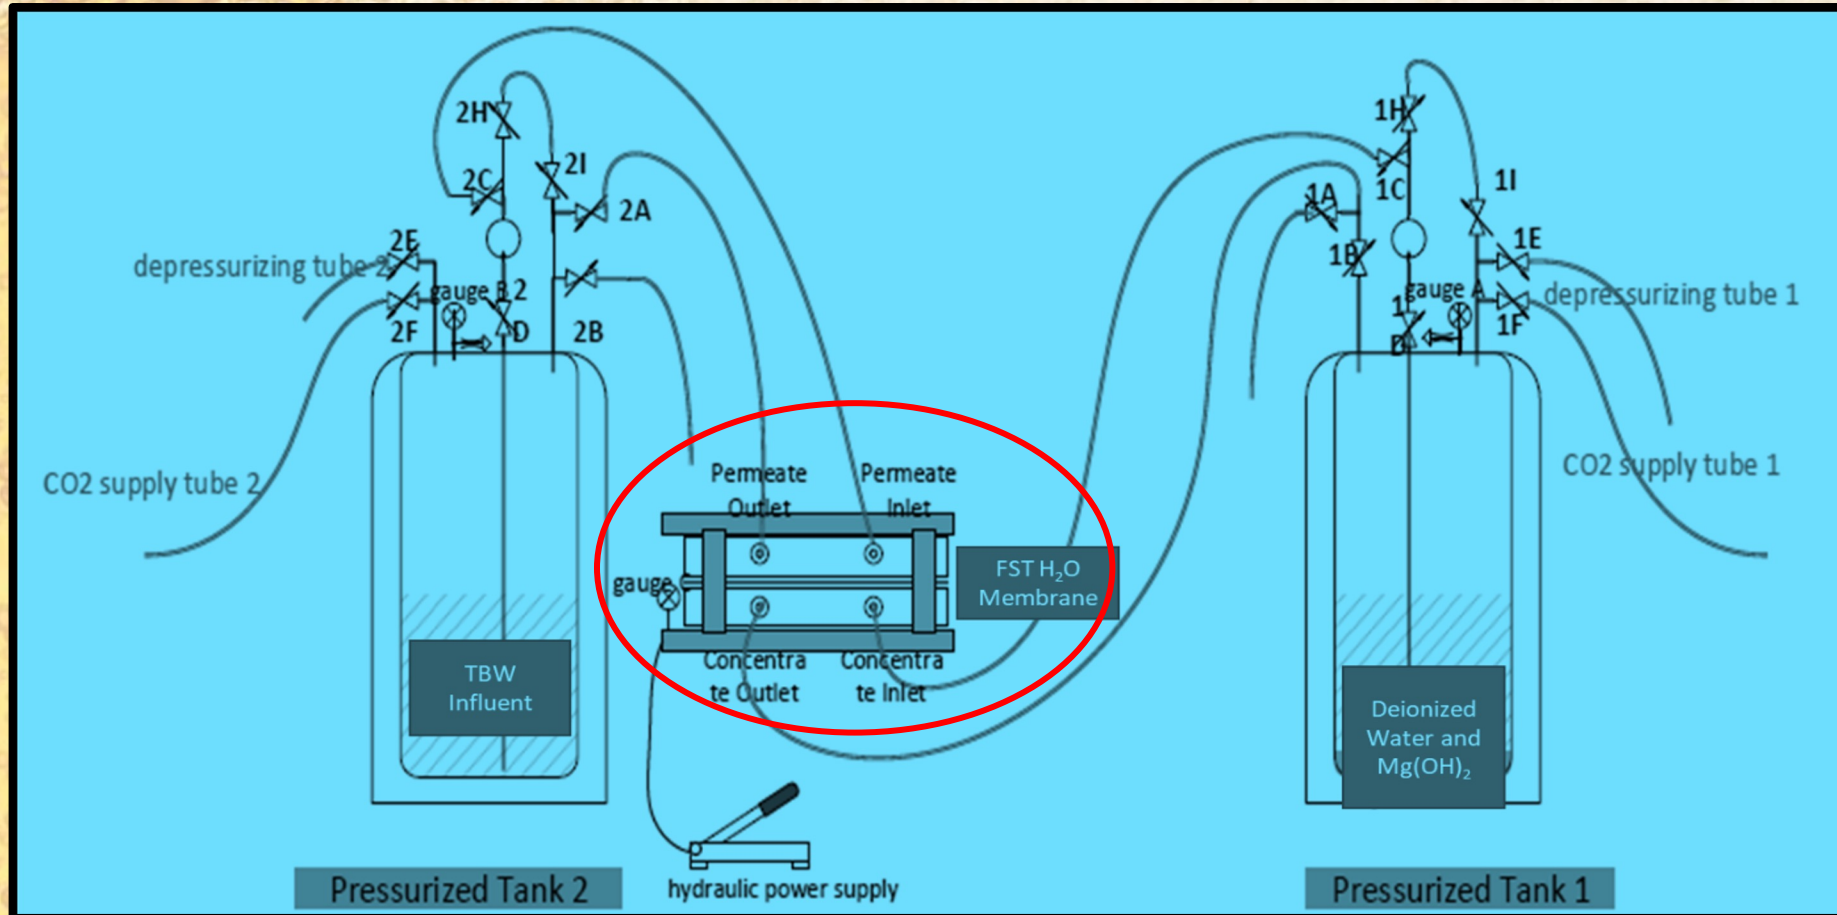 2H
2I
2C
2A
2E
depressurizing tube 2
gauge B
2
D
2F
2B
CO2 supply tube 2
1H
1C
1I
1A
1B
1E
gauge A
1
D
1F
depressurizing tube 1
CO2 supply tube 1
Permeate
Outlet
Permeate
Inlet
gauge
FST H₂O
Membrane
Concentra
te Outlet
Concentra
te Inlet
TBW
Influent
Deionized
Water and
Mg(OH)₂
Pressurized Tank 2
hydraulic power supply
Pressurized Tank 1